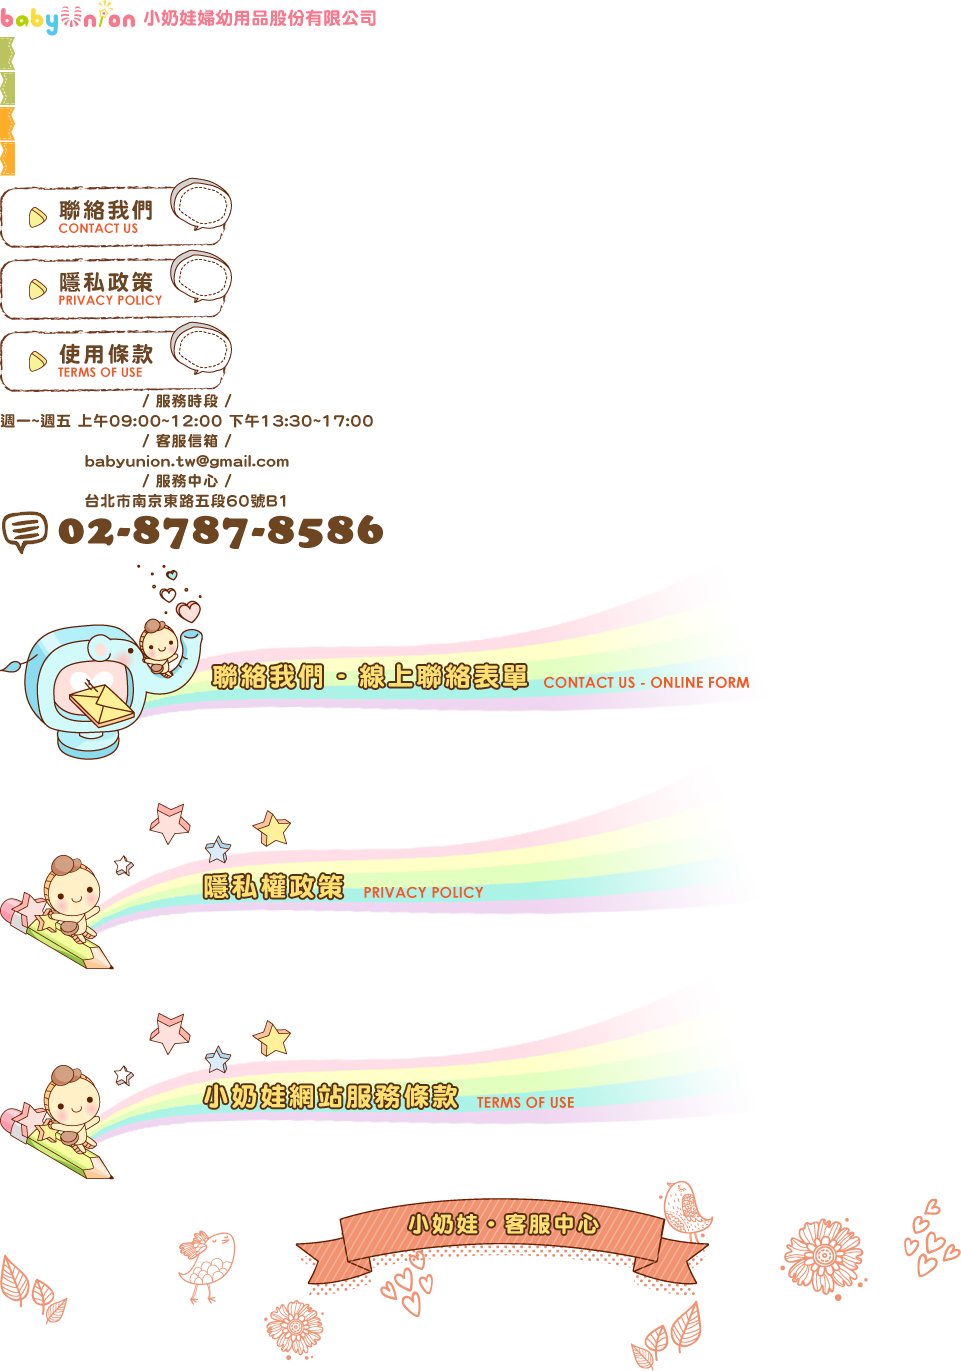 babyUnion 小奶娃婦幼用品股份有限公司
聯絡我們
CONTACT US
隱私政策
PRIVACY POLICY
使用條款
TERMS OF USE
/ 服務時段 /
週一~週五 上午09:00~12:00 下午13:30~17:00
/ 客服信箱 /
babyunion.tw@gmail.com
/ 服務中心 /
台北市南京東路五段60號B1
02-8787-8586
聯絡我們・線上聯絡表單 CONTACT US - ONLINE FORM
隱私權政策 PRIVACY POLICY
小奶娃網站服務條款 TERMS OF USE
小奶娃・客服中心